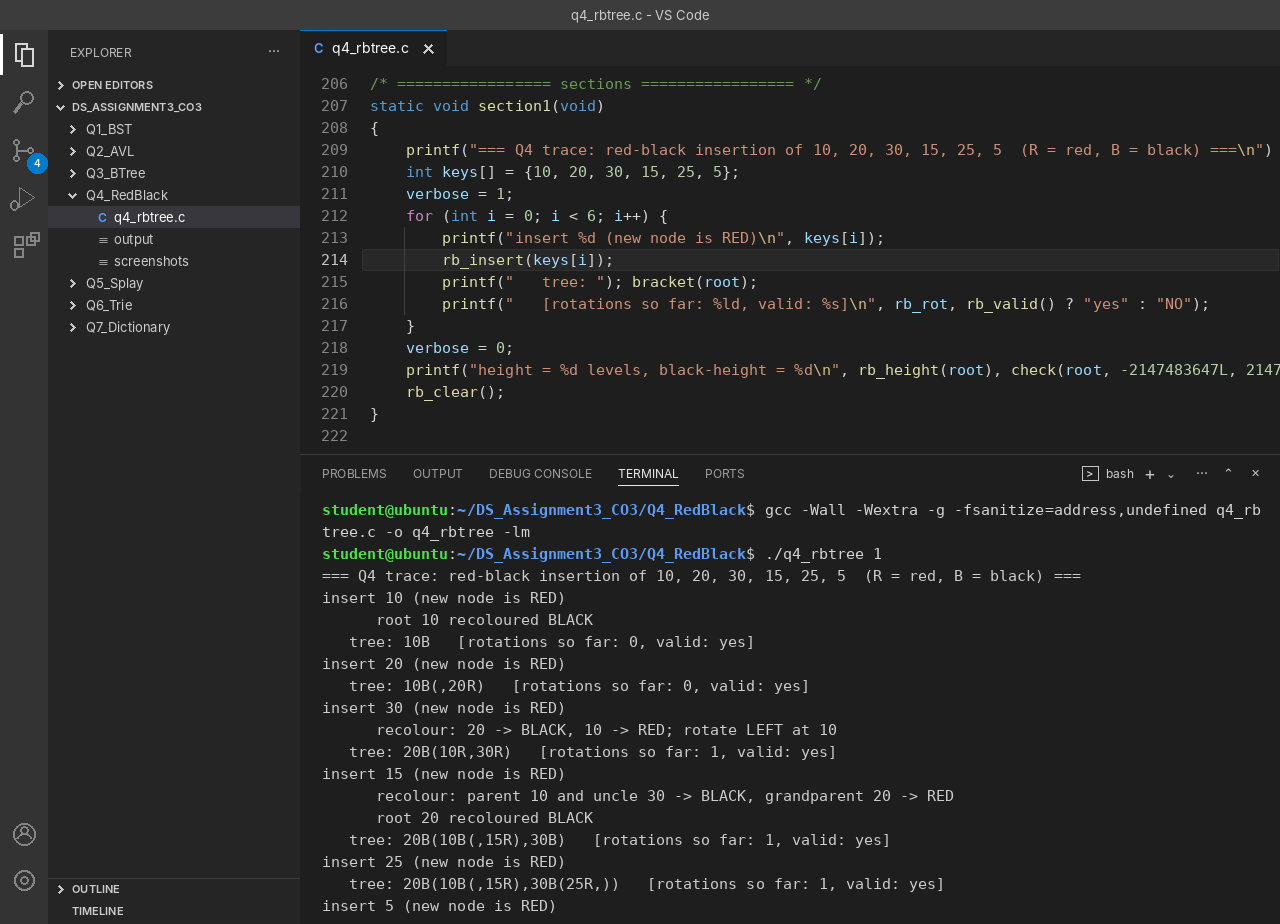 q4_rbtree.c - VS Code
EXPLORER
OPEN EDITORS
DS_ASSIGNMENT3_CO3
Q1_BST
Q2_AVL
Q3_BTree
Q4_RedBlack
C q4_rbtree.c
output
screenshots
Q5_Splay
Q6_Trie
Q7_Dictionary
4
OUTLINE
TIMELINE
C q4_rbtree.c
206 /* ================= sections ================= */
207 static void section1(void)
208 {
209     printf("=== Q4 trace: red-black insertion of 10, 20, 30, 15, 25, 5  (R = red, B = black) ===\n")
210     int keys[] = {10, 20, 30, 15, 25, 5};
211     verbose = 1;
212     for (int i = 0; i < 6; i++) {
213         printf("insert %d (new node is RED)\n", keys[i]);
214         rb_insert(keys[i]);
215         printf("   tree: "); bracket(root);
216         printf("   [rotations so far: %ld, valid: %s]\n", rb_rot, rb_valid() ? "yes" : "NO");
217     }
218     verbose = 0;
219     printf("height = %d levels, black-height = %d\n", rb_height(root), check(root, -2147483647L, 2147
220     rb_clear();
221 }
222
PROBLEMS OUTPUT DEBUG CONSOLE TERMINAL PORTS bash
student@ubuntu:~/DS_Assignment3_CO3/Q4_RedBlack$ gcc -Wall -Wextra -g -fsanitize=address,undefined q4_rb
tree.c -o q4_rbtree -lm
student@ubuntu:~/DS_Assignment3_CO3/Q4_RedBlack$ ./q4_rbtree 1
=== Q4 trace: red-black insertion of 10, 20, 30, 15, 25, 5  (R = red, B = black) ===
insert 10 (new node is RED)
      root 10 recoloured BLACK
   tree: 10B   [rotations so far: 0, valid: yes]
insert 20 (new node is RED)
   tree: 10B(,20R)   [rotations so far: 0, valid: yes]
insert 30 (new node is RED)
      recolour: 20 -> BLACK, 10 -> RED; rotate LEFT at 10
   tree: 20B(10R,30R)   [rotations so far: 1, valid: yes]
insert 15 (new node is RED)
      recolour: parent 10 and uncle 30 -> BLACK, grandparent 20 -> RED
      root 20 recoloured BLACK
   tree: 20B(10B(,15R),30B)   [rotations so far: 1, valid: yes]
insert 25 (new node is RED)
   tree: 20B(10B(,15R),30B(25R,))   [rotations so far: 1, valid: yes]
insert 5 (new node is RED)